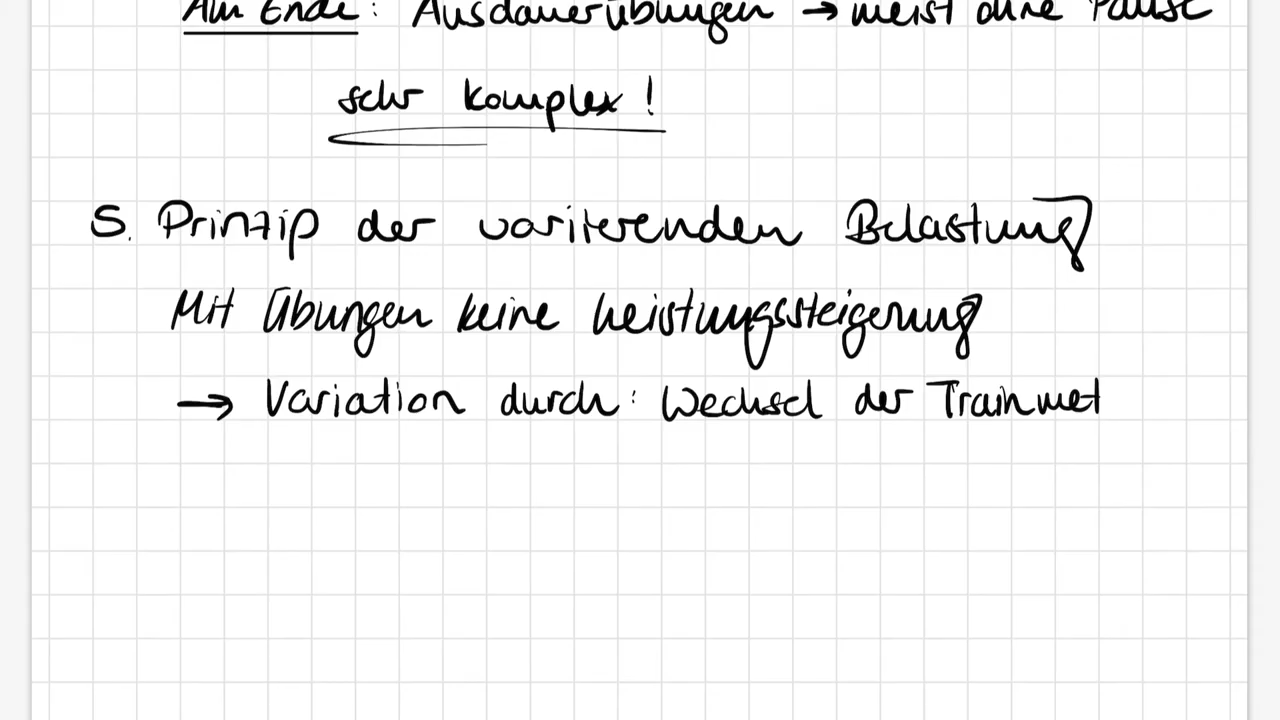 Am Ende: Ausdauerübungen → meist ohne Pause
sehr komplex!
5. Prinzip der variierenden Belastung
Mit Übungen keine Leistungssteigerung
→ Variation durch: Wechsel der Trainmet